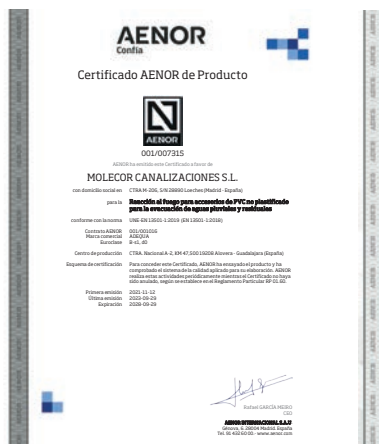 AENOR
Confía
Certificado AENOR de Producto
AENOR
001/007315
AENOR ha emitido este Certificado a favor de
MOLECOR CANALIZACIONES S.L.
con domicilio social en CTRA M-206, S/N 28890 Loeches (Madrid - España)
para la Reacción al fuego para accesorios de PVC no plastificado
para la evacuación de aguas pluviales y residuales
conforme con la norma UNE-EN 13501-1:2019 (EN 13501-1:2018)
Contrato AENOR 001/001016
Marca comercial ADEQUA
Euroclase B-s1, d0
Centro de producción CTRA. Nacional A-2, KM 47,500 19208 Alovera - Guadalajara (España)
Esquema de certificación Para conceder este Certificado, AENOR ha ensayado el producto y ha
comprobado el sistema de la calidad aplicado para su elaboración. AENOR
realiza estas actividades periódicamente mientras el Certificado no haya
sido anulado, según se establece en el Reglamento Particular RP 01.60.
Primera emisión 2021-11-12
Última emisión 2023-09-29
Expiración 2028-09-29
Rafael GARCÍA MEIRO
CEO
AENOR INTERNACIONAL S.A.U
Génova, 6. 28004 Madrid. España
Tel. 91 432 60 00.- www.aenor.com